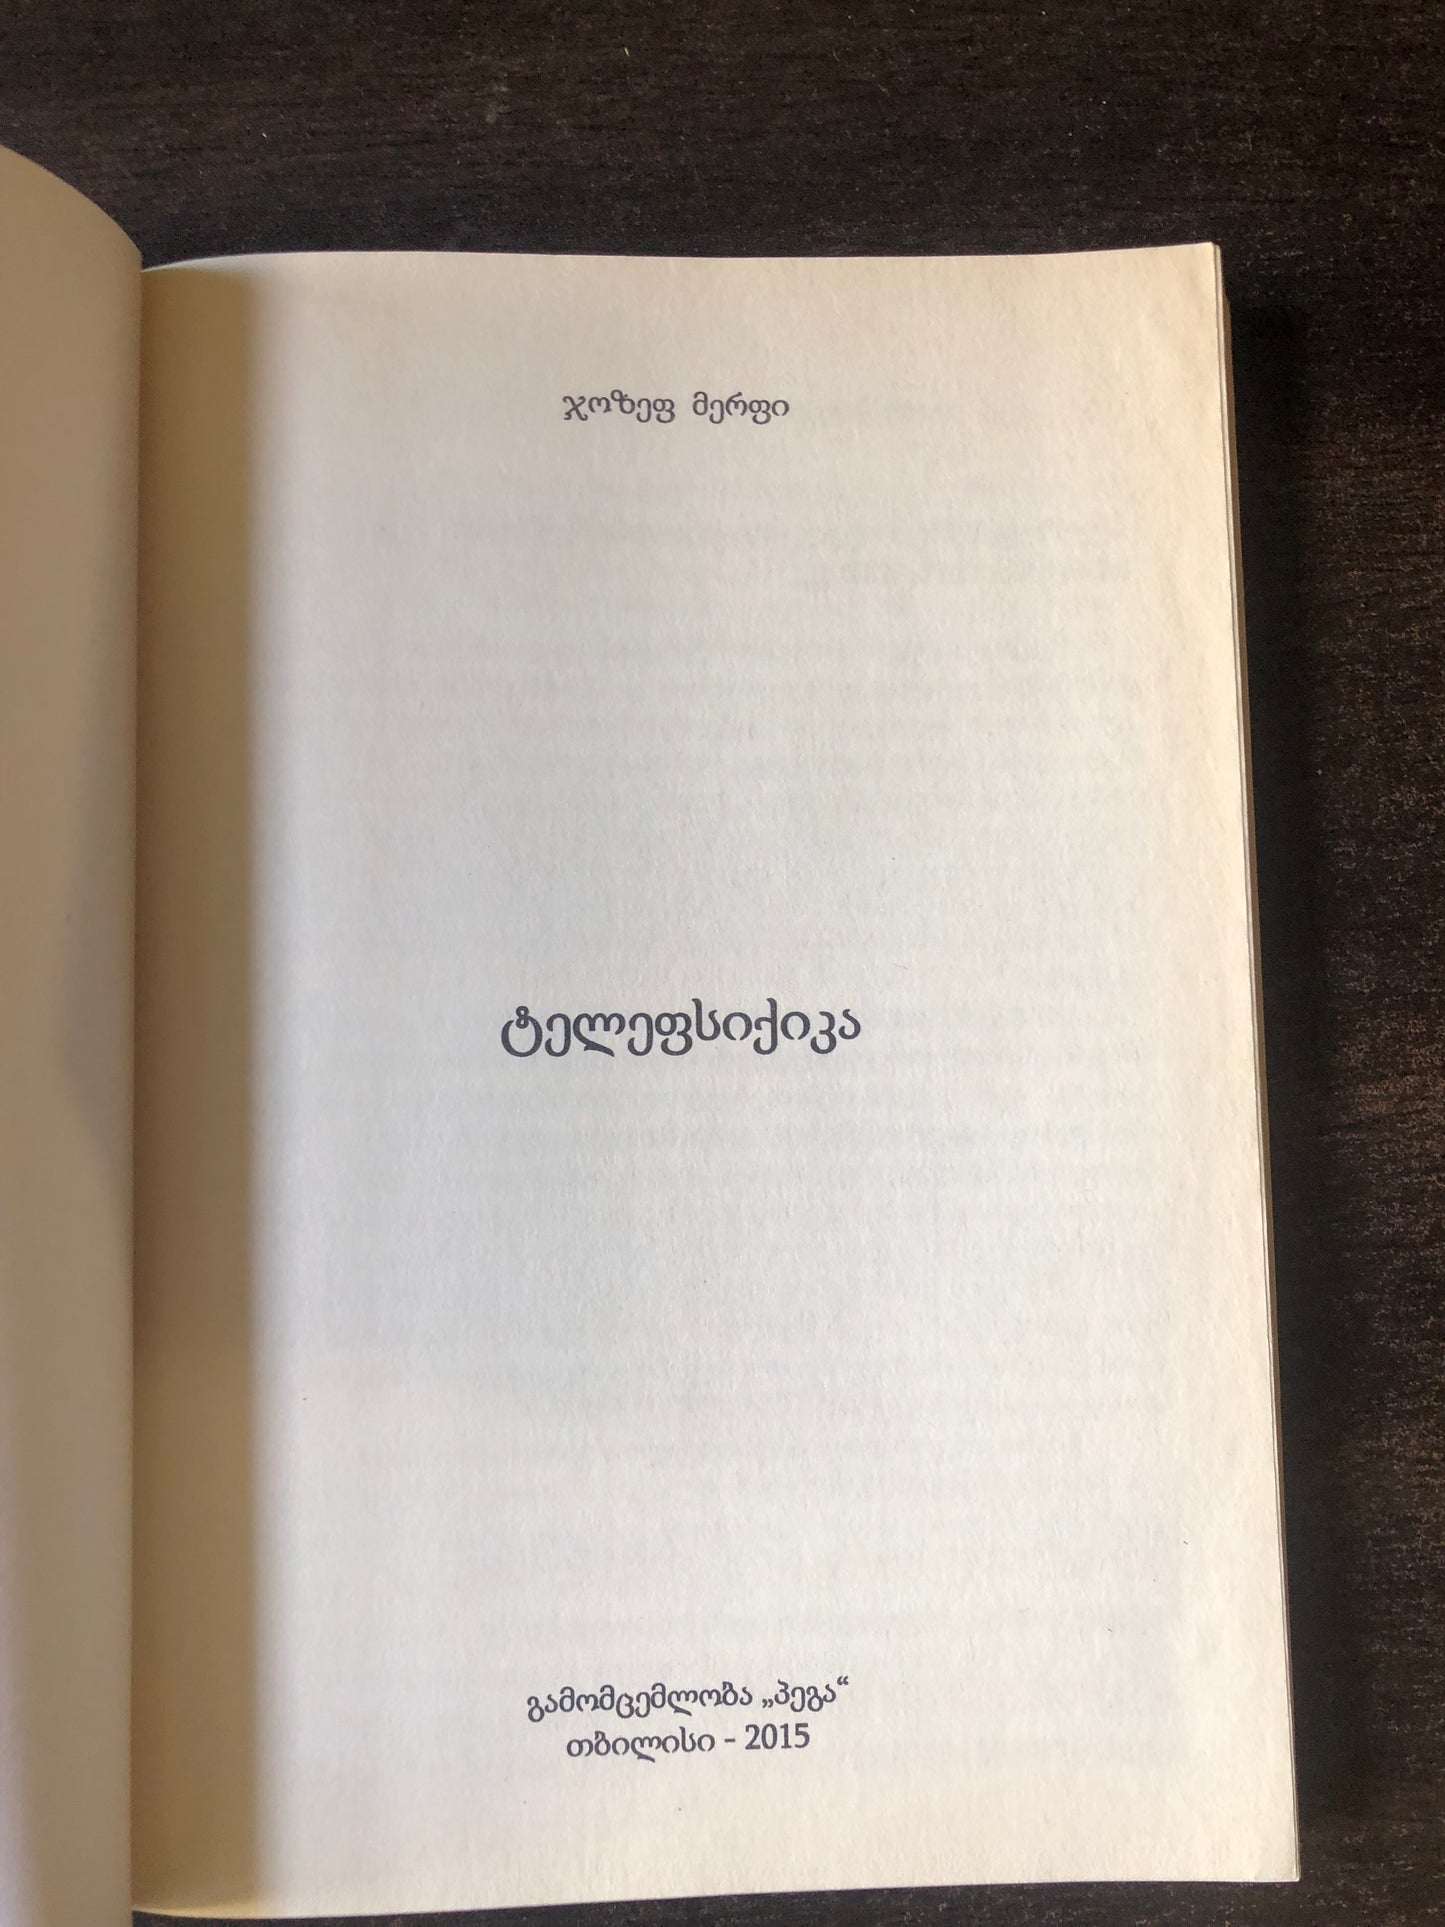 ჯოზეფ მერფი
ტელეფსიქიკა
გამომცემლობა „პეგა“
თბილისი - 2015